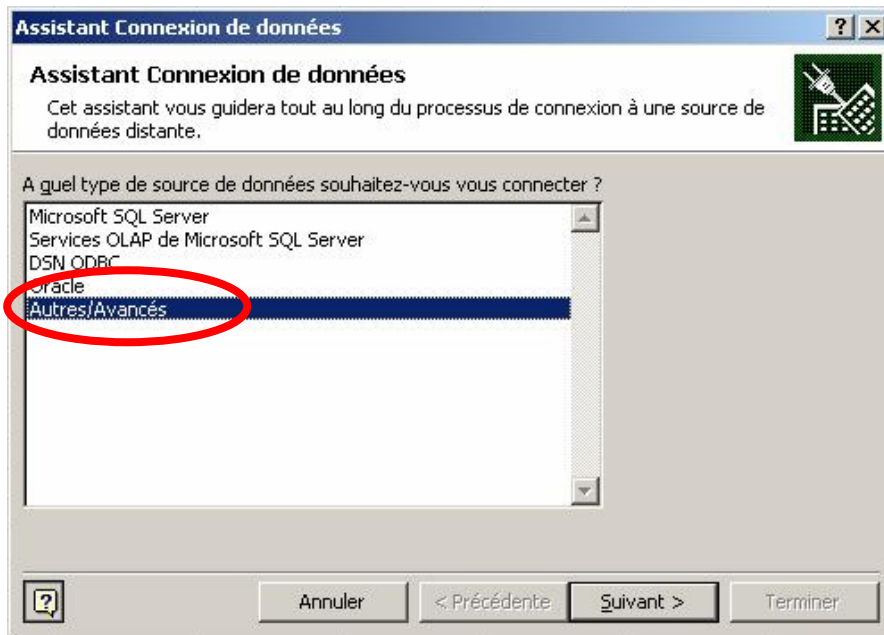 Assistant Connexion de données
Assistant Connexion de données
Cet assistant vous guidera tout au long du processus de connexion à une source de
données distante.
A quel type de source de données souhaitez-vous vous connecter ?
Microsoft SQL Server
Services OLAP de Microsoft SQL Server
DSN ODBC
Oracle
Autres/Avancés
Annuler
< Précédente
Suivant >
Terminer